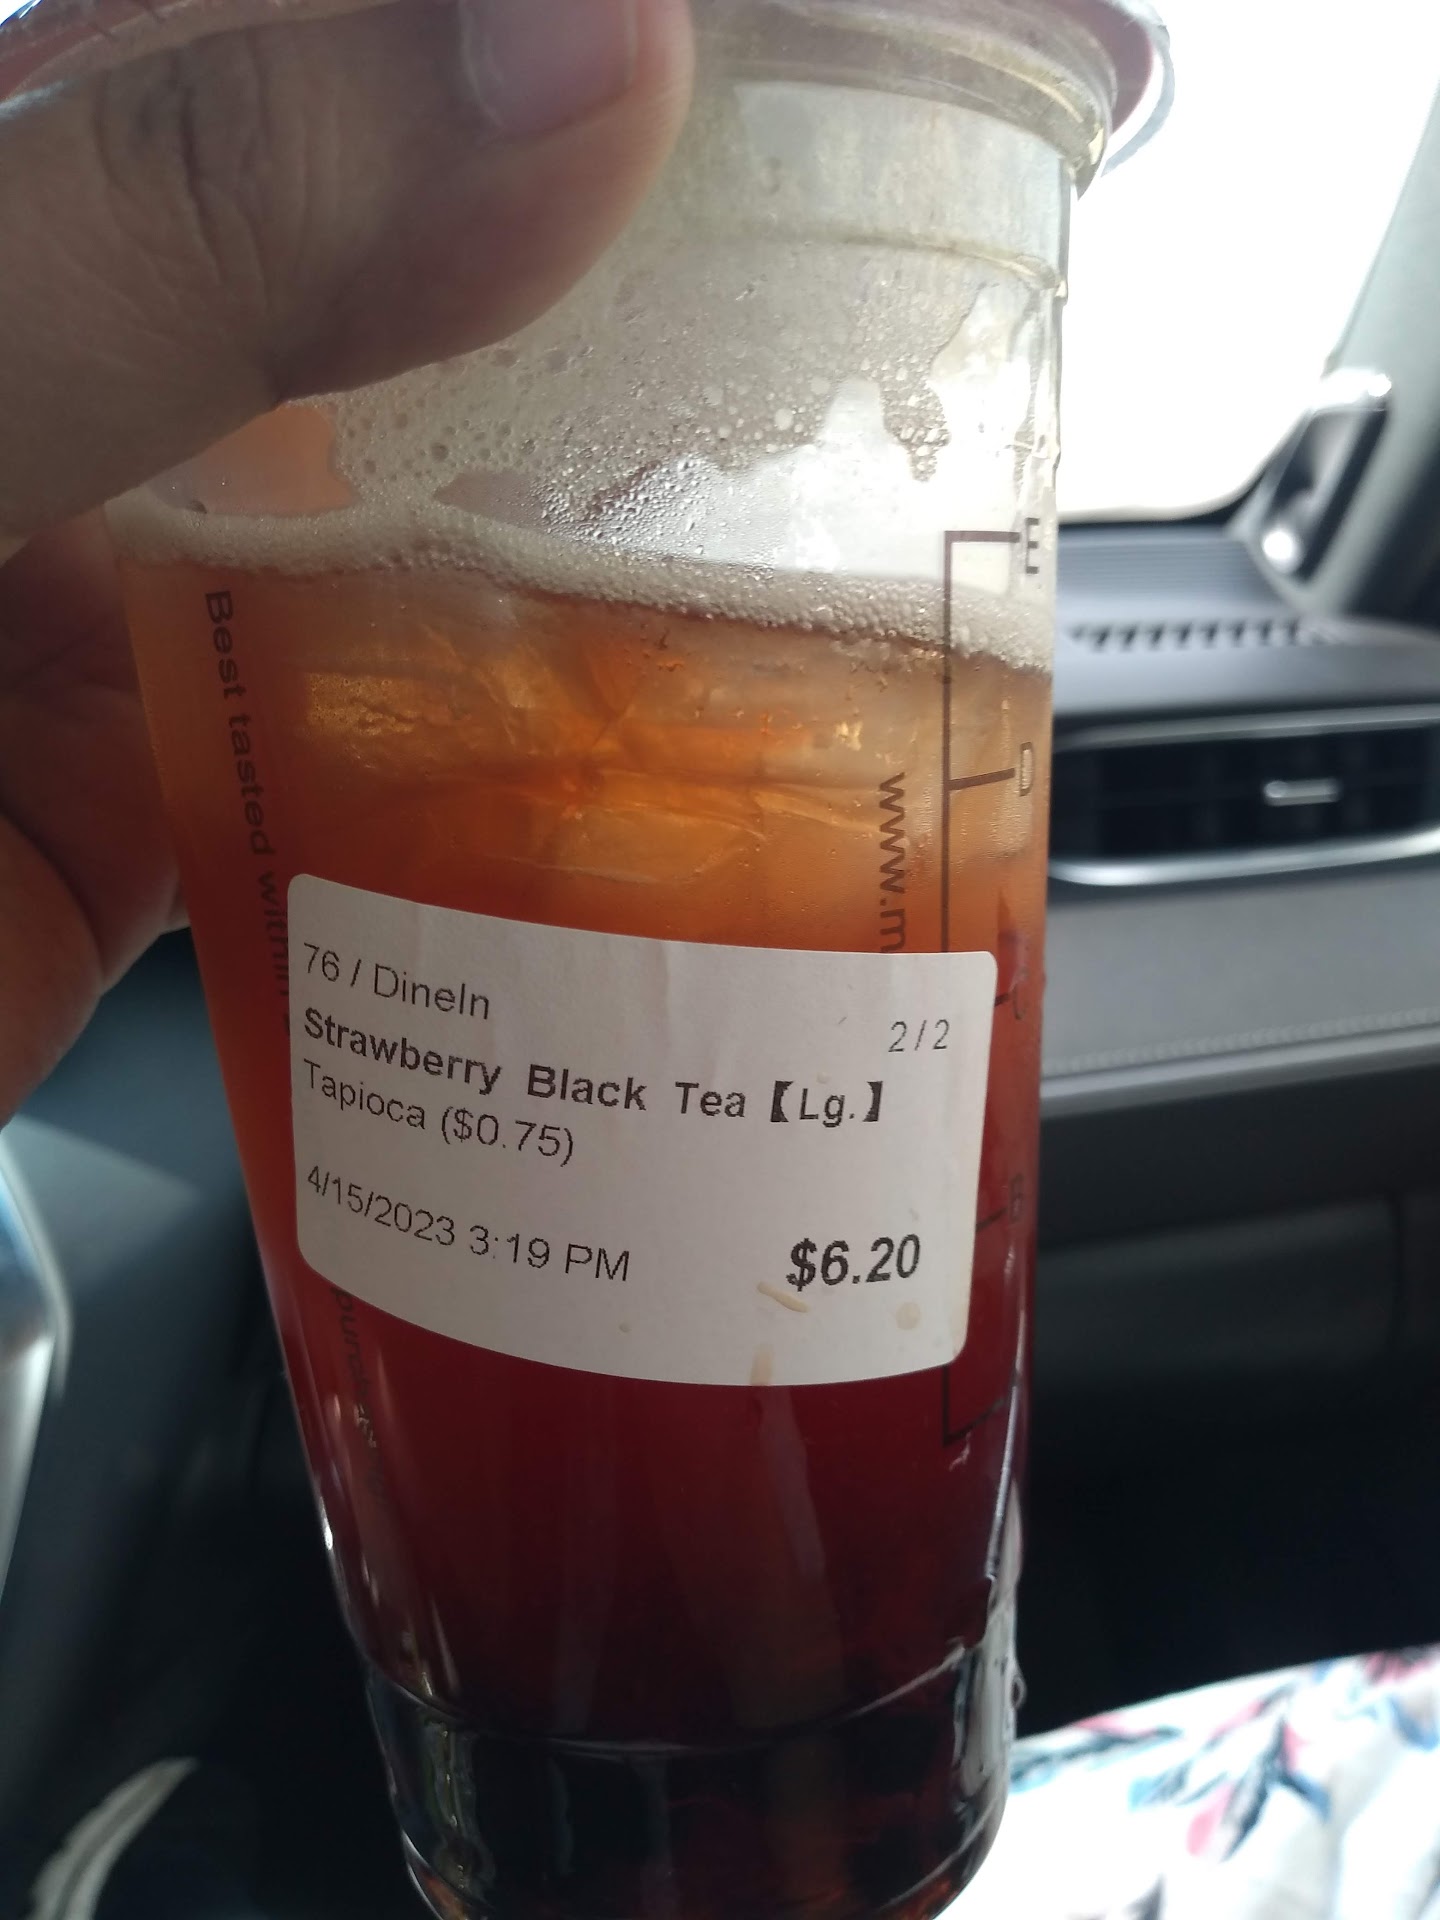 E
D
Best tasted within
www.m
76 / DineIn
2/2
Strawberry Black Tea【Lg.】
Tapioca ($0.75)
4/15/2023 3:19 PM
$6.20